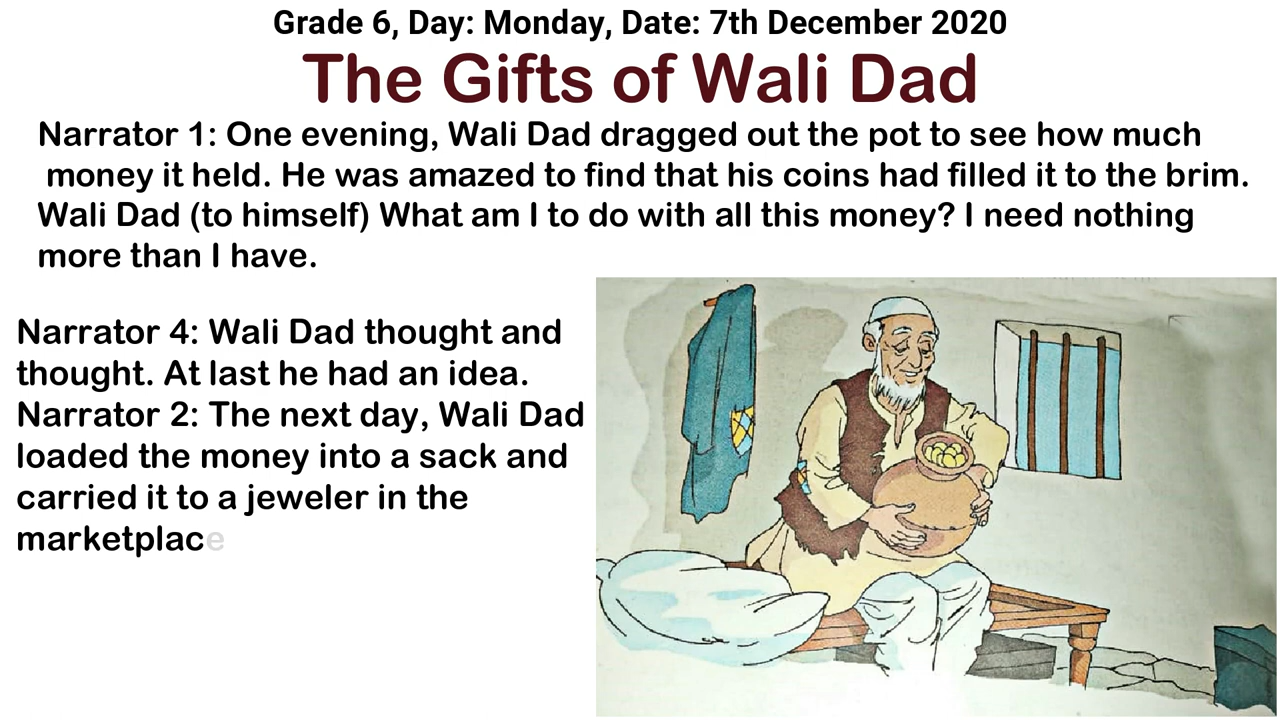 Grade 6, Day: Monday, Date: 7th December 2020
The Gifts of Wali Dad
Narrator 1: One evening, Wali Dad dragged out the pot to see how much
money it held. He was amazed to find that his coins had filled it to the brim.
Wali Dad (to himself) What am I to do with all this money? I need nothing
more than I have.
Narrator 4: Wali Dad thought and
thought. At last he had an idea.
Narrator 2: The next day, Wali Dad
loaded the money into a sack and
carried it to a jeweler in the
marketplace